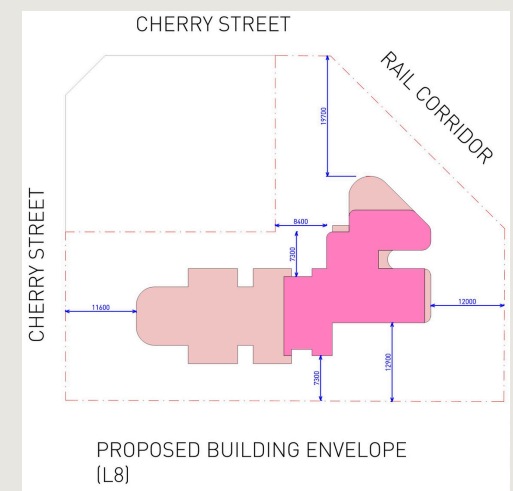 CHERRY STREET
RAIL CORRIDOR
19700
CHERRY STREET
8400
7300
11600
12000
7300
12900
PROPOSED BUILDING ENVELOPE
(L8)